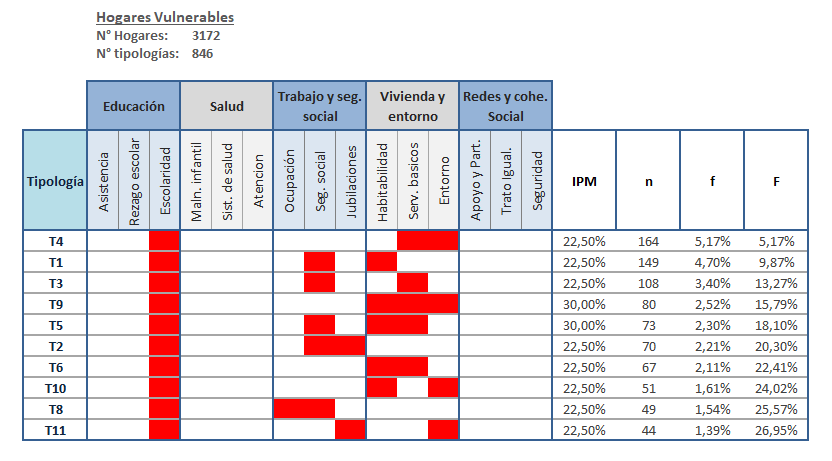 Hogares Vulnerables
N° Hogares: 3172
N° tipologías: 846
Educación Salud Trabajo y seg. social Vivienda y entorno Redes y cohe. Social
Tipología Asistencia Rezago escolar Escolaridad Maln. infantil Sist. de salud Atencion Ocupación Seg. social Jubilaciones Habitabilidad Serv. basicos Entorno Apoyo y Part. Trato Igual. Seguridad IPM n f F
T4 22,50% 164 5,17% 5,17%
T1 22,50% 149 4,70% 9,87%
T3 22,50% 108 3,40% 13,27%
T9 30,00% 80 2,52% 15,79%
T5 30,00% 73 2,30% 18,10%
T2 22,50% 70 2,21% 20,30%
T6 22,50% 67 2,11% 22,41%
T10 22,50% 51 1,61% 24,02%
T8 22,50% 49 1,54% 25,57%
T11 22,50% 44 1,39% 26,95%